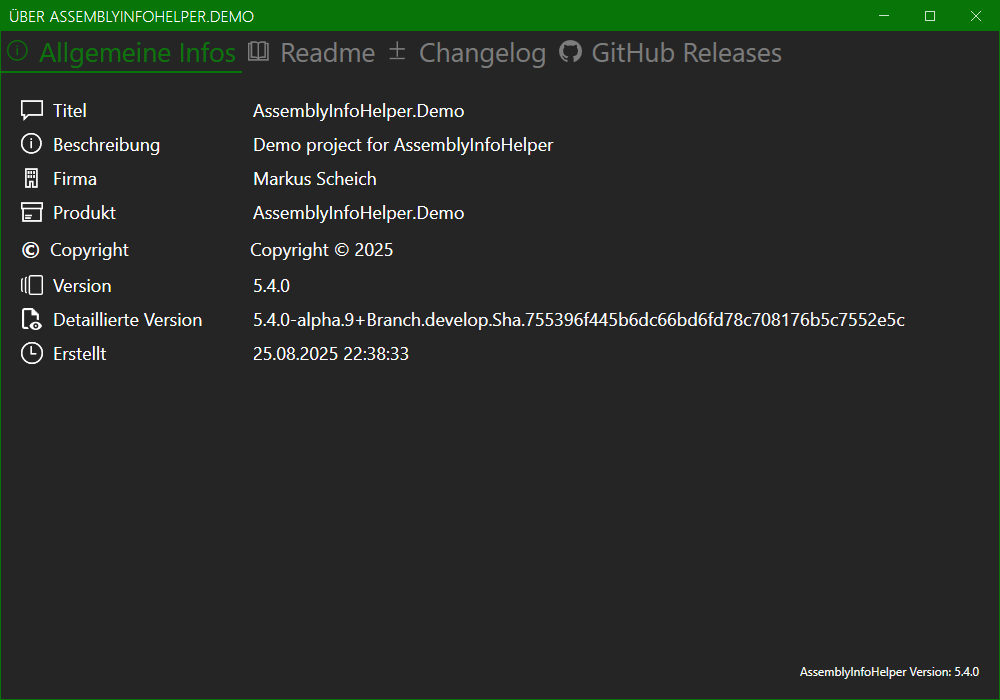 ÜBER ASSEMBLYINFOHELPER.DEMO
Allgemeine Infos Readme Changelog GitHub Releases
Titel AssemblyInfoHelper.Demo
Beschreibung Demo project for AssemblyInfoHelper
Firma Markus Scheich
Produkt AssemblyInfoHelper.Demo
Copyright Copyright © 2025
Version 5.4.0
Detaillierte Version 5.4.0-alpha.9+Branch.develop.Sha.755396f445b6dc66bd6fd78c708176b5c7552e5c
Erstellt 25.08.2025 22:38:33
AssemblyInfoHelper Version: 5.4.0